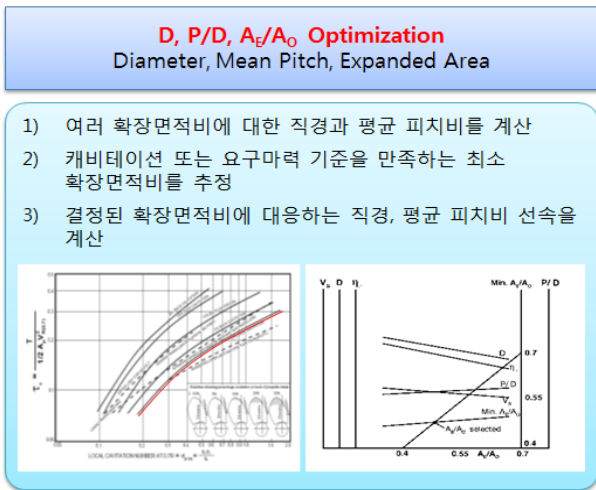 D, P/D, AE/AO Optimization
Diameter, Mean Pitch, Expanded Area
1) 여러 확장면적비에 대한 직경과 평균 피치비를 계산
2) 캐비테이션 또는 요구마력 기준을 만족하는 최소
확장면적비를 추정
3) 결정된 확장면적비에 대응하는 직경, 평균 피치비 선속을
계산
LOCAL CAVITATION NUMBER AT
Vs D η Min. AE/AO P/D
D
0.7
η
P/D
Vs
0.55
Min. AE/AO
AE/AO selected
0.4
0.4 0.55 AE/AO 0.7